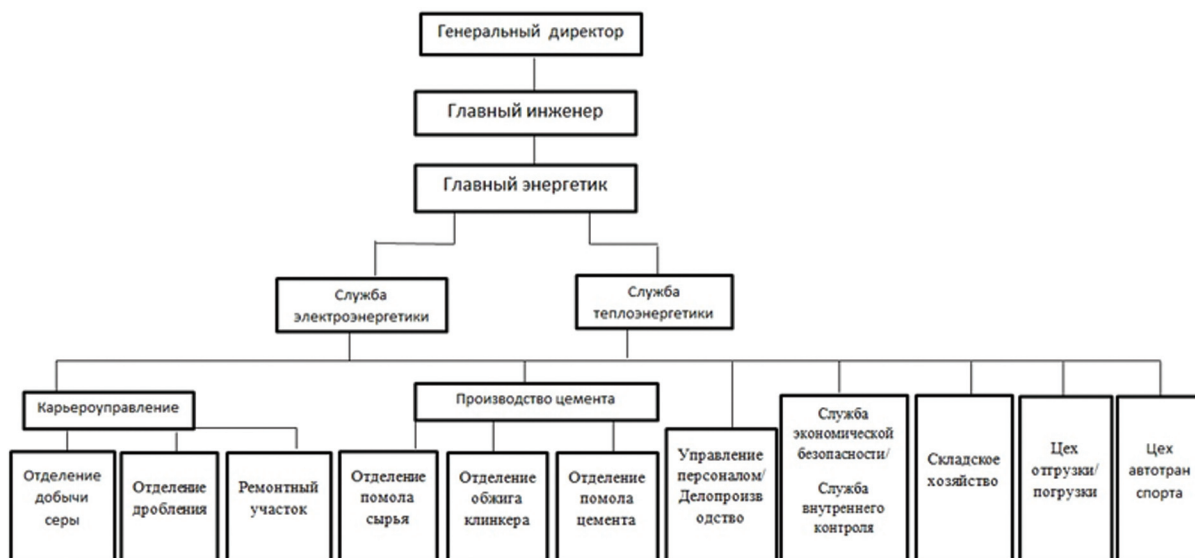 Генеральный директор
Главный инженер
Главный энергетик
Служба
электроэнергетики
Служба
теплоэнергетики
Карьероуправление
Производство цемента
Отделение
добычи
серы
Отделение
дробления
Ремонтный
участок
Отделение
помола
сырья
Отделение
обжига
клинкера
Отделение
помола
цемента
Управление
персоналом/
Делопроизв
одство
Служба
экономической
безопасности/
Служба
внутреннего
контроля
Складское
хозяйство
Цех
отгрузки/
погрузки
Цех
автотран
спорта